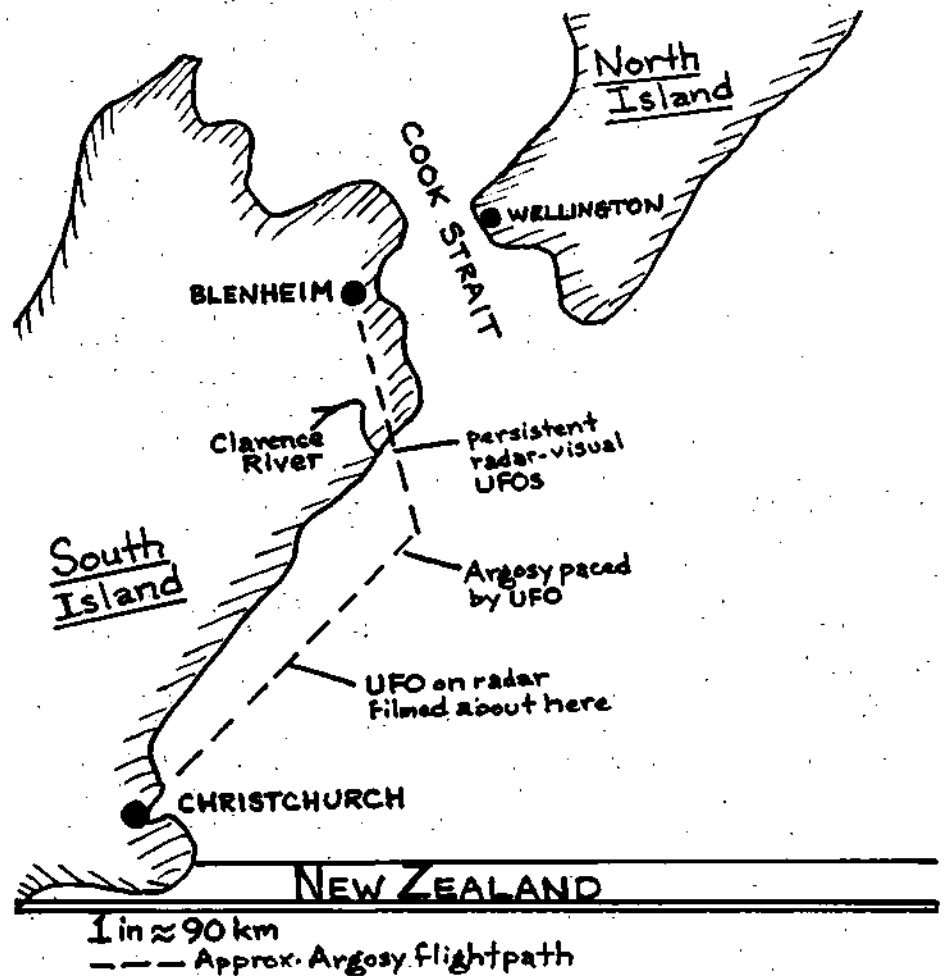 North
Island
COOK STRAIT
WELLINGTON
BLENHEIM
Clarence
River
persistent
radar-visual
UFOs
South
Island
Argosy paced
by UFO
UFO on radar
filmed about here
CHRISTCHURCH
NEW ZEALAND
1 in ≈ 90 km
--- Approx. Argosy flightpath